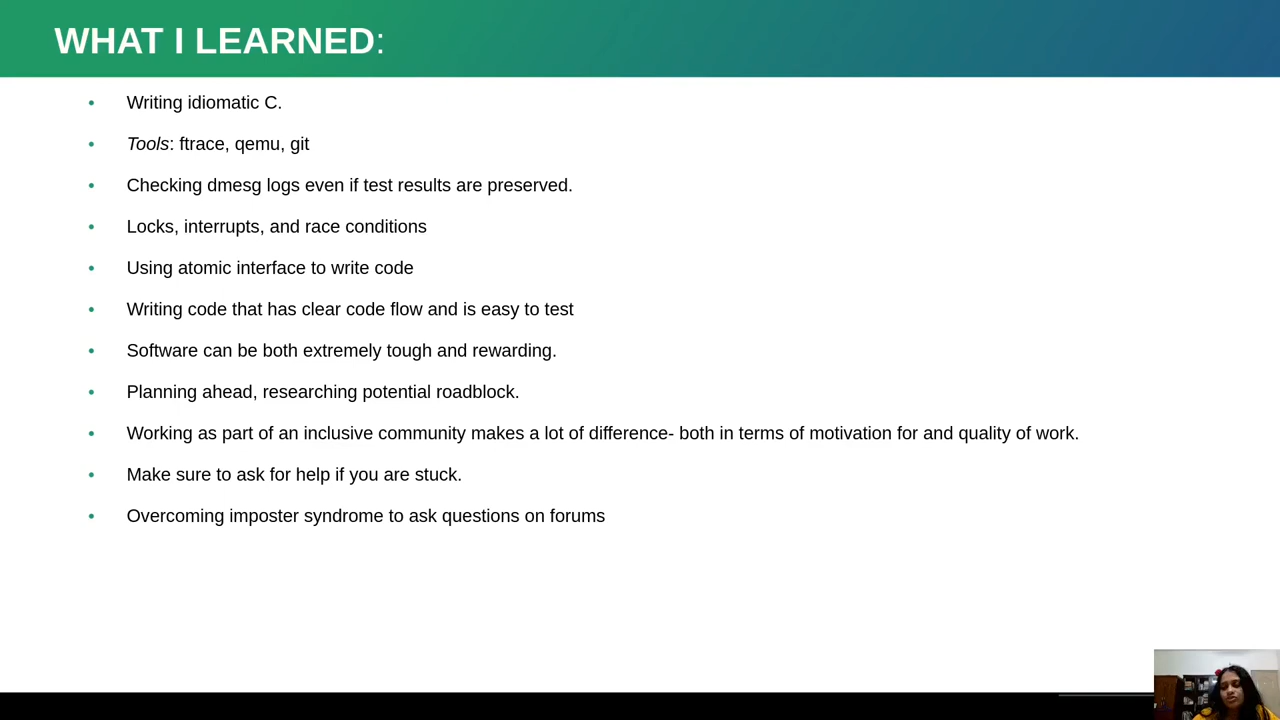 WHAT I LEARNED:
• Writing idiomatic C.
• Tools: ftrace, qemu, git
• Checking dmesg logs even if test results are preserved.
• Locks, interrupts, and race conditions
• Using atomic interface to write code
• Writing code that has clear code flow and is easy to test
• Software can be both extremely tough and rewarding.
• Planning ahead, researching potential roadblock.
• Working as part of an inclusive community makes a lot of difference- both in terms of motivation for and quality of work.
• Make sure to ask for help if you are stuck.
• Overcoming imposter syndrome to ask questions on forums